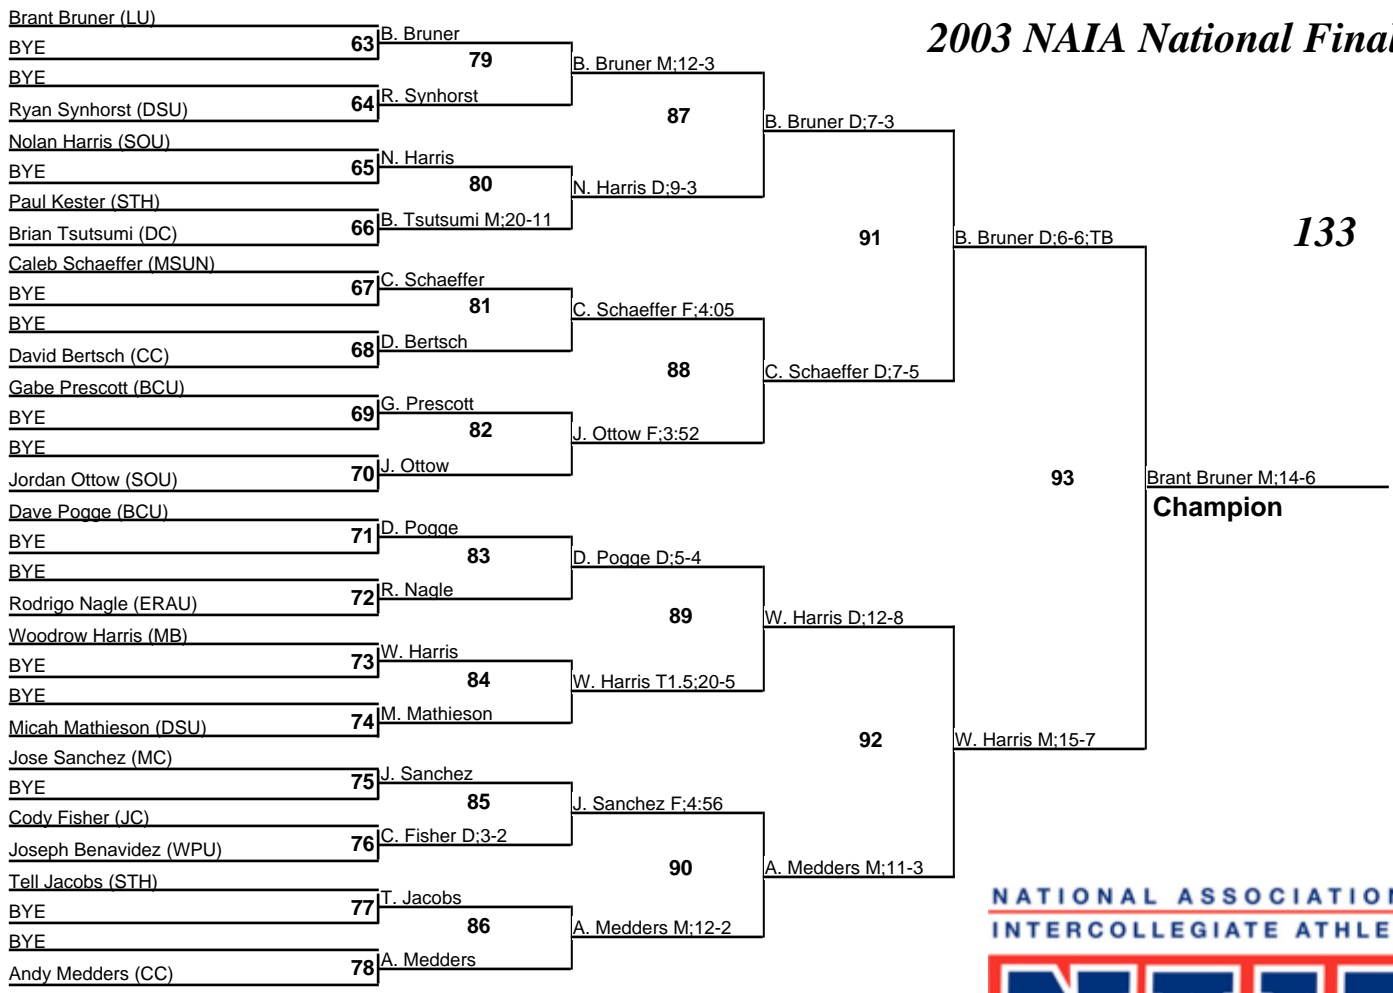 2003 NAIA National Final
133
Brant Bruner (LU)
BYE
BYE
Ryan Synhorst (DSU)
Nolan Harris (SOU)
BYE
Paul Kester (STH)
Brian Tsutsumi (DC)
Caleb Schaeffer (MSUN)
BYE
BYE
David Bertsch (CC)
Gabe Prescott (BCU)
BYE
BYE
Jordan Ottow (SOU)
Dave Pogge (BCU)
BYE
BYE
Rodrigo Nagle (ERAU)
Woodrow Harris (MB)
BYE
BYE
Micah Mathieson (DSU)
Jose Sanchez (MC)
BYE
Cody Fisher (JC)
Joseph Benavidez (WPU)
Tell Jacobs (STH)
BYE
BYE
Andy Medders (CC)
63 B. Bruner
64 R. Synhorst
65 N. Harris
66 B. Tsutsumi M;20-11
67 C. Schaeffer
68 D. Bertsch
69 G. Prescott
70 J. Ottow
71 D. Pogge
72 R. Nagle
73 W. Harris
74 M. Mathieson
75 J. Sanchez
76 C. Fisher D;3-2
77 T. Jacobs
78 A. Medders
79 B. Bruner M;12-3
80 N. Harris D;9-3
81 C. Schaeffer F;4:05
82 J. Ottow F;3:52
83 D. Pogge D;5-4
84 W. Harris T1.5;20-5
85 J. Sanchez F;4:56
86 A. Medders M;12-2
87 B. Bruner D;7-3
88 C. Schaeffer D;7-5
89 W. Harris D;12-8
90 A. Medders M;11-3
91 B. Bruner D;6-6;TB
92 W. Harris M;15-7
93 Brant Bruner M;14-6
Champion
NATIONAL ASSOCIATION
INTERCOLLEGIATE ATHLE